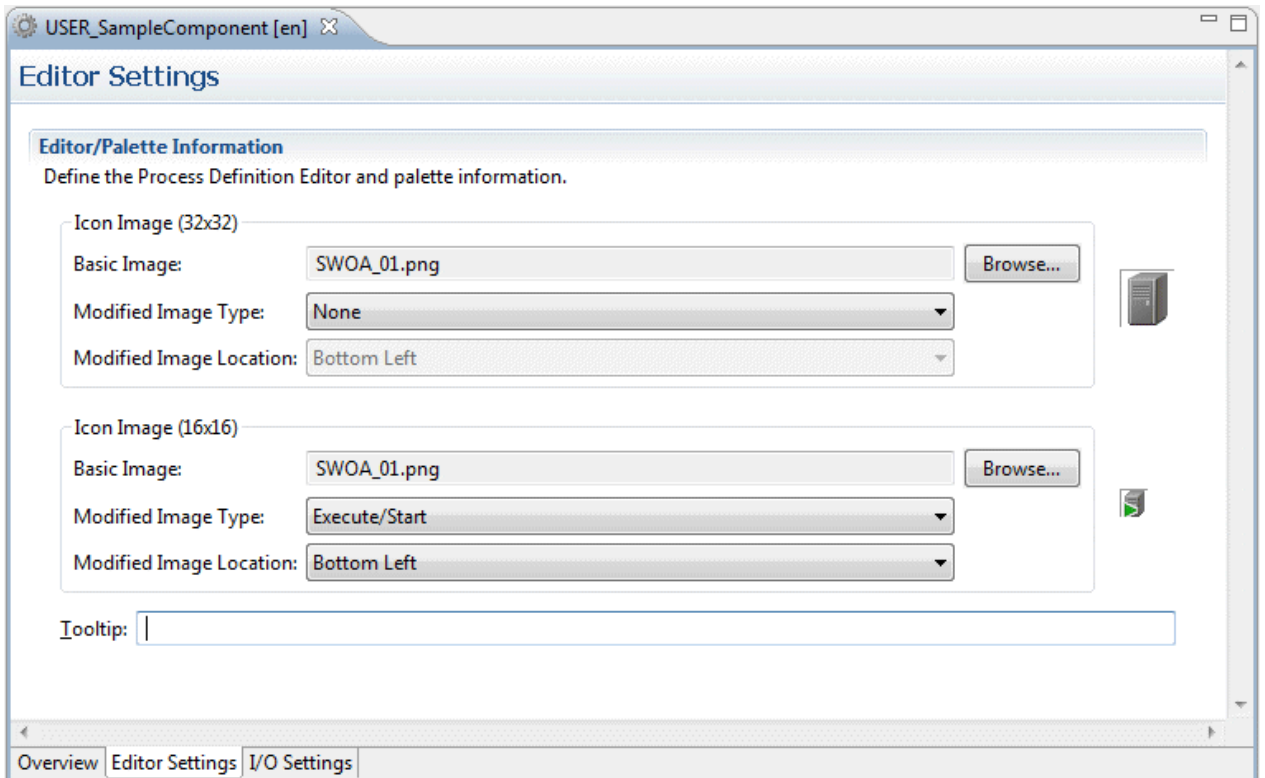 USER_SampleComponent [en]
Editor Settings
Editor/Palette Information
Define the Process Definition Editor and palette information.
Icon Image (32x32)
Basic Image: SWOA_01.png Browse...
Modified Image Type: None
Modified Image Location: Bottom Left
Icon Image (16x16)
Basic Image: SWOA_01.png Browse...
Modified Image Type: Execute/Start
Modified Image Location: Bottom Left
Tooltip:
Overview Editor Settings I/O Settings